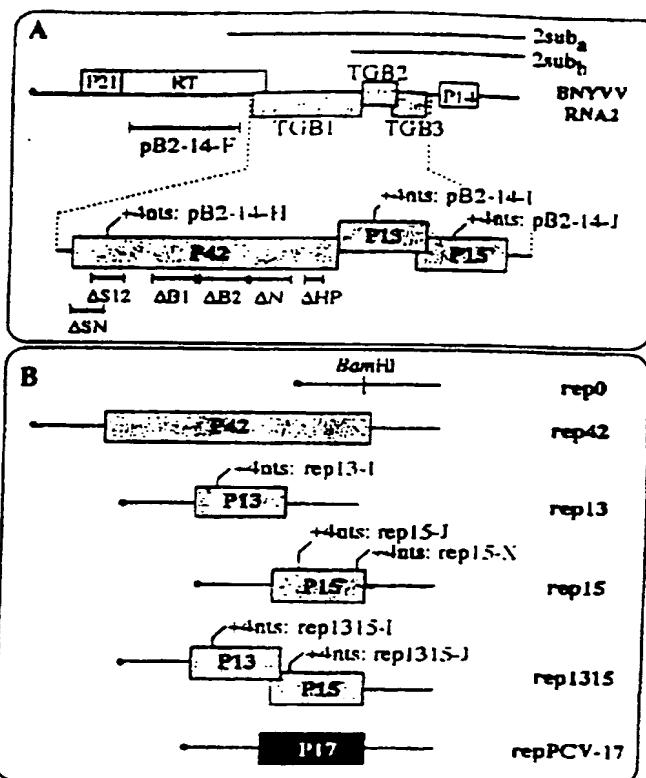 A
2sub a
2sub b
P21 RT TGB2 P14 BNYVV
RNA2
TGB1 TGB3
pB2-14-F
+4nts: pB2-14-H +4nts: pB2-14-I
+4nts: pB2-14-J
P42 P13 P15
ΔS12 ΔB1 ΔB2 ΔN ΔHP
ΔSN
B
BamHI
rep0
P42 rep42
+4nts: rep13-I
P13 rep13
+4nts: rep15-J
+4nts: rep15-X
P15 rep15
+4nts: rep1315-I
+4nts: rep1315-J
P13
P15 rep1315
P17 repPCV-17